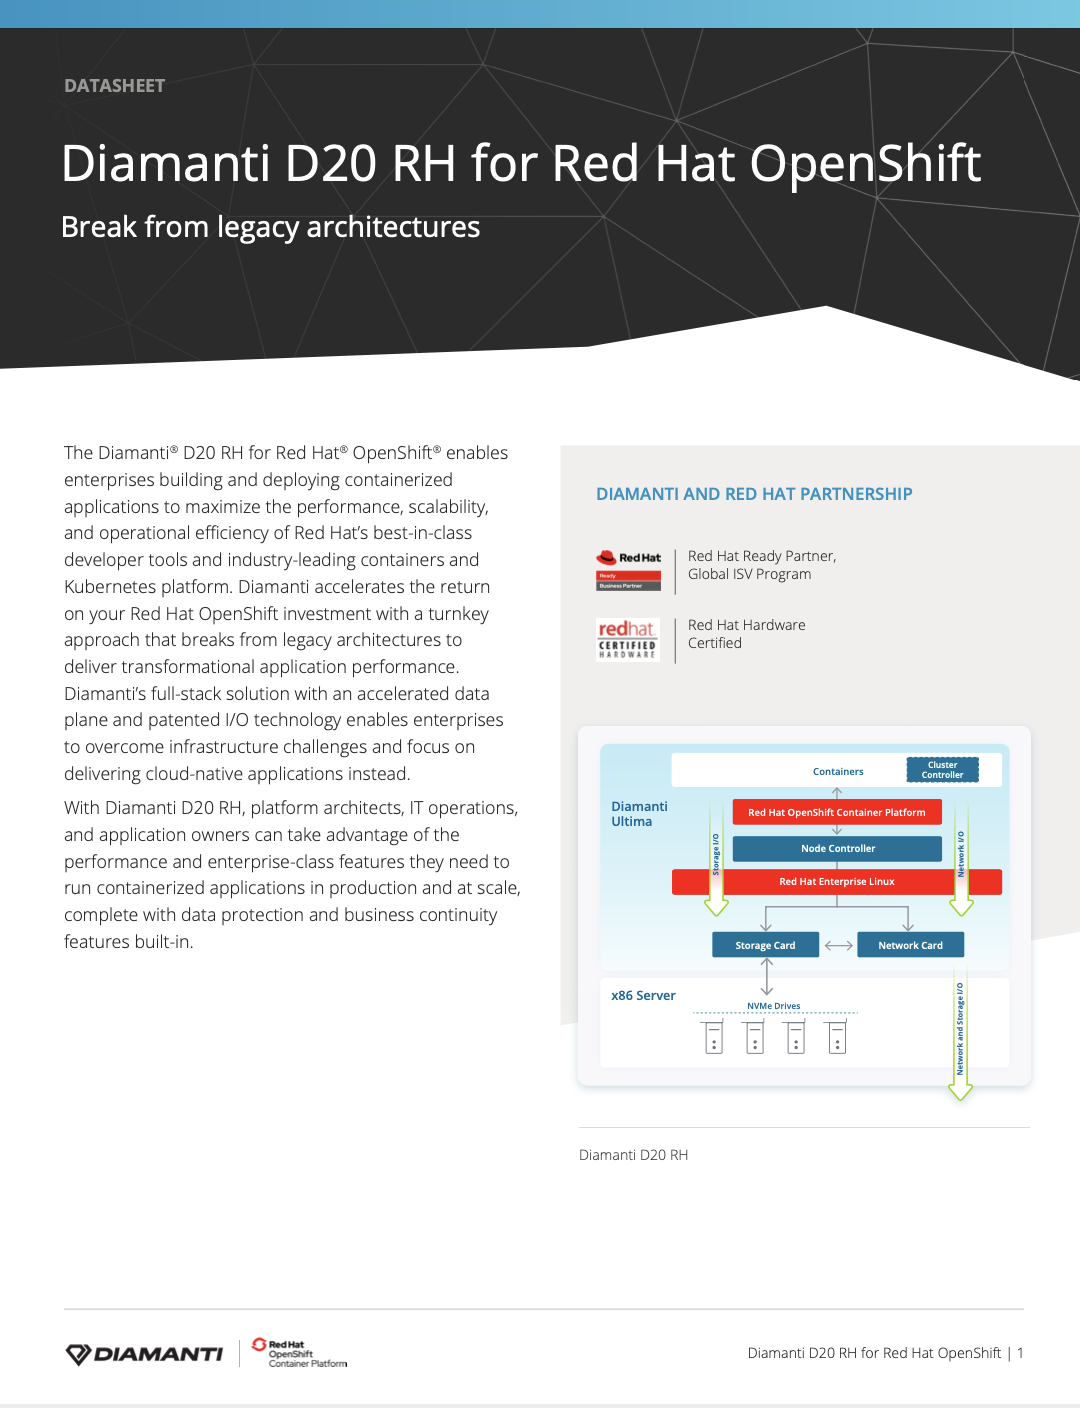 DATASHEET
Diamanti D20 RH for Red Hat OpenShift
Break from legacy architectures
The Diamanti® D20 RH for Red Hat® OpenShift® enables
enterprises building and deploying containerized
applications to maximize the performance, scalability,
and operational efficiency of Red Hat’s best-in-class
developer tools and industry-leading containers and
Kubernetes platform. Diamanti accelerates the return
on your Red Hat OpenShift investment with a turnkey
approach that breaks from legacy architectures to
deliver transformational application performance.
Diamanti’s full-stack solution with an accelerated data
plane and patented I/O technology enables enterprises
to overcome infrastructure challenges and focus on
delivering cloud-native applications instead.
With Diamanti D20 RH, platform architects, IT operations,
and application owners can take advantage of the
performance and enterprise-class features they need to
run containerized applications in production and at scale,
complete with data protection and business continuity
features built-in.
DIAMANTI AND RED HAT PARTNERSHIP
Red Hat
Ready
Business Partner
Red Hat Ready Partner,
Global ISV Program
redhat.
CERTIFIED
HARDWARE
Red Hat Hardware
Certified
Containers
Cluster
Controller
Diamanti
Ultima
Red Hat OpenShift Container Platform
Storage I/O
Network I/O
Node Controller
Red Hat Enterprise Linux
Storage Card
Network Card
x86 Server
NVMe Drives
Network and Storage I/O
Diamanti D20 RH
DIAMANTI
Red Hat
OpenShift
Container Platform
Diamanti D20 RH for Red Hat OpenShift | 1